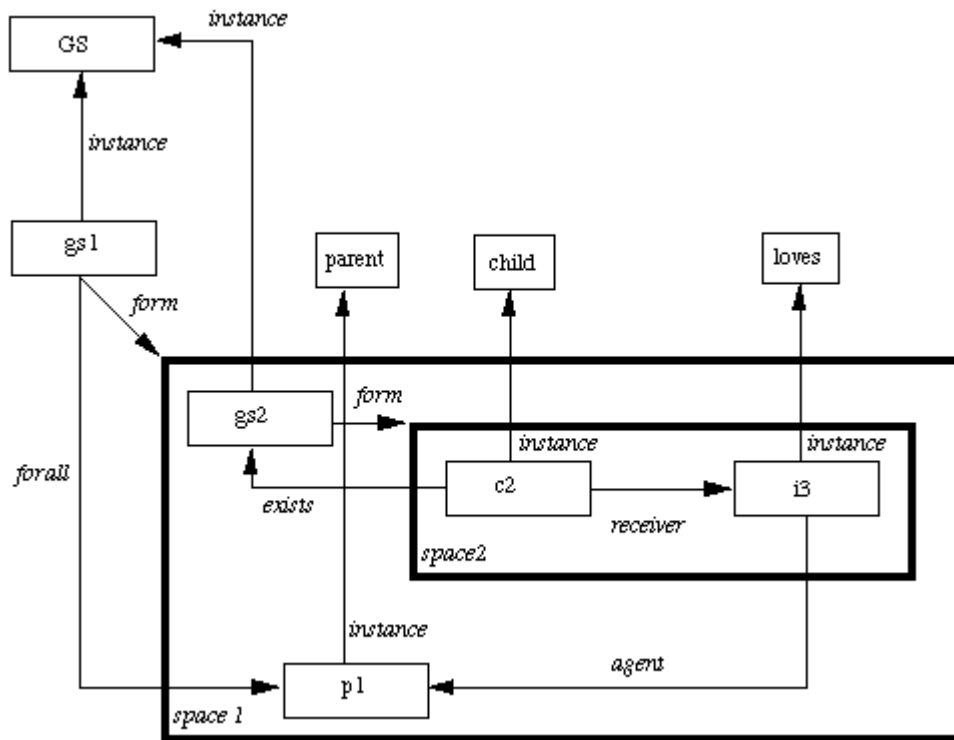 instance
GS
instance
gs1
parent
child
loves
form
gs2
form
instance
instance
forall
c2
i3
exists
receiver
space2
instance
agent
p1
space 1